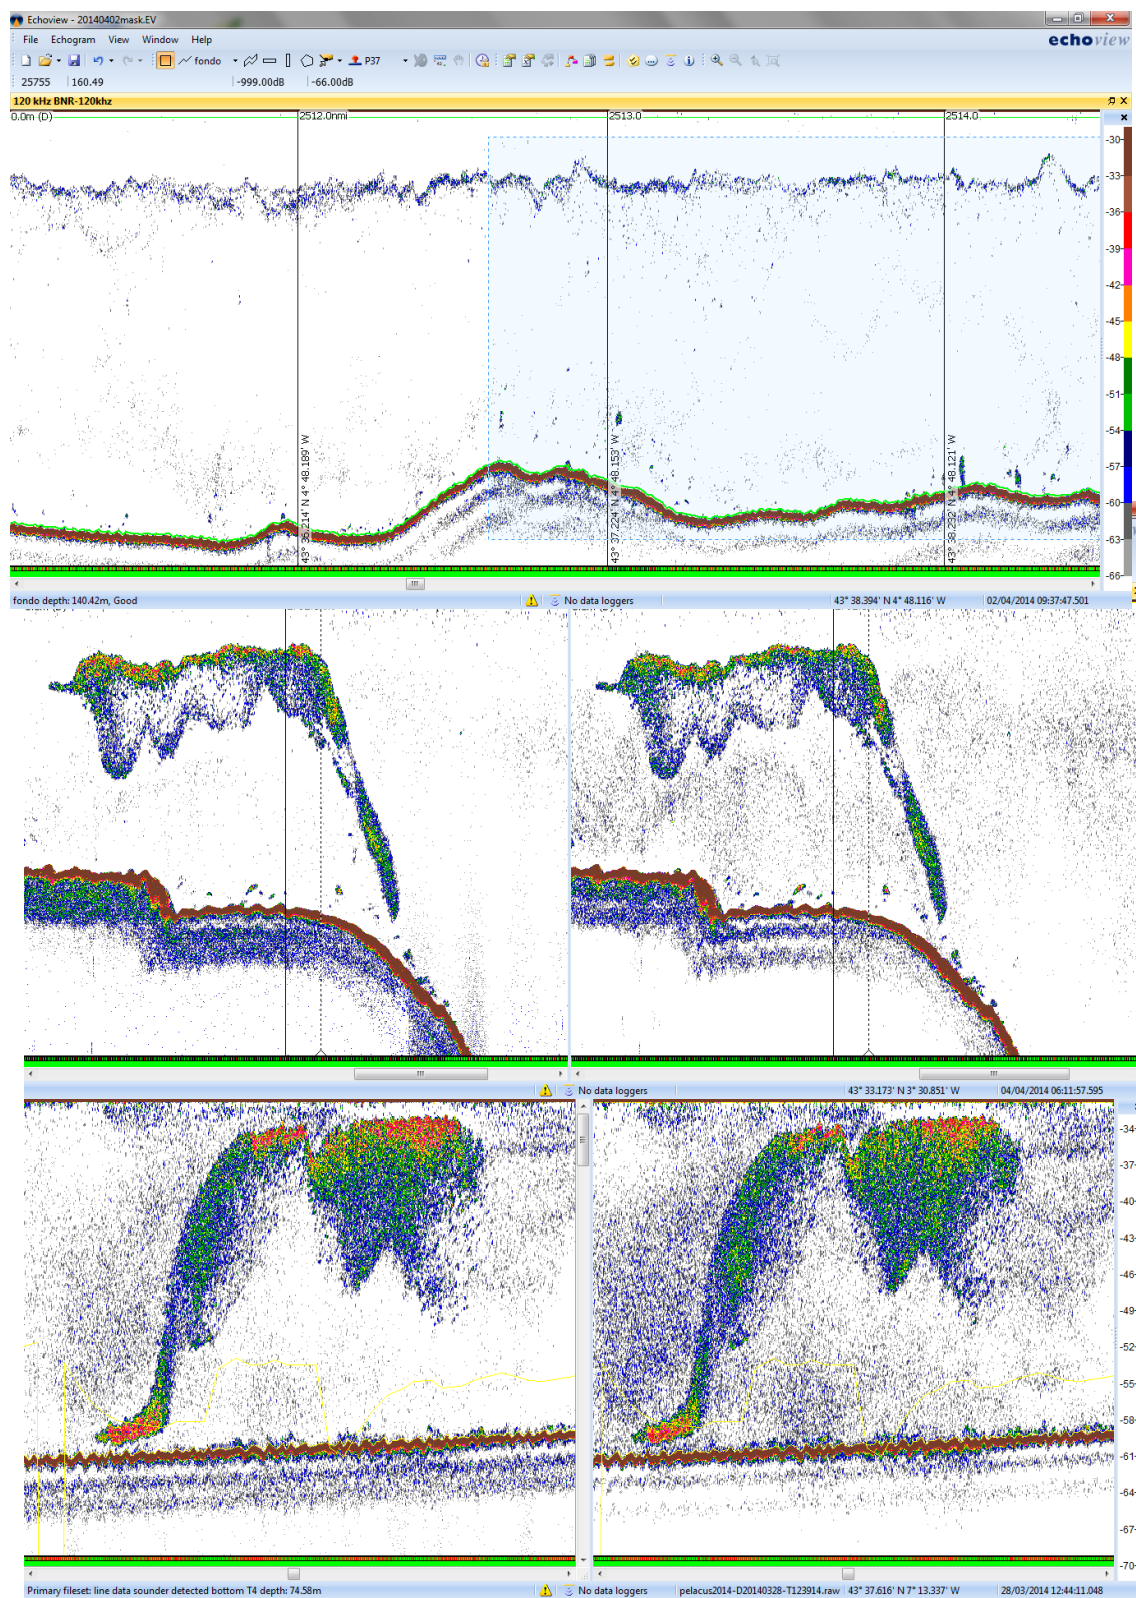 Echoview - 20140402mask.EV
File Echogram View Window Help
echoview
fondo P37
25755 160.49 -999.00dB -66.00dB
120 kHz BNR-120khz
0.0m (D) 2512.0nmi 2513.0 2514.0
-30
-33
-36
-39
-42
-45
-48
-51
-54
-57
-60
-63
-66
43° 36.214' N 4° 48.189' W
43° 37.224' N 4° 48.153' W
43° 38.232' N 4° 48.121' W
fondo depth: 140.42m, Good No data loggers 43° 38.394' N 4° 48.116' W 02/04/2014 09:37:47.501
No data loggers 43° 33.173' N 3° 30.851' W 04/04/2014 06:11:57.595
-34
-37
-40
-43
-46
-49
-52
-55
-58
-61
-64
-67
-70
Primary fileset: line data sounder detected bottom T4 depth: 74.58m No data loggers pelacus2014-D20140328-T123914.raw 43° 37.616' N 7° 13.337' W 28/03/2014 12:44:11.048